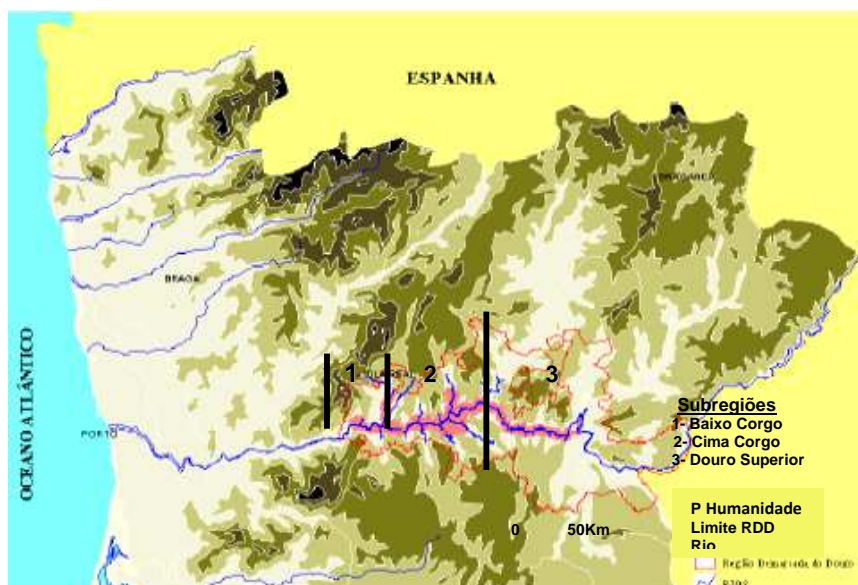 ESPANHA
BRAGANÇA
BRAGA
OCEANO ATLÂNTICO
1
2
3
PORTO
Subregiões
1- Baixo Corgo
2- Cima Corgo
3- Douro Superior
0 50Km
P Humanidade
Limite RDD
Rio
Região Demarcada do Douro